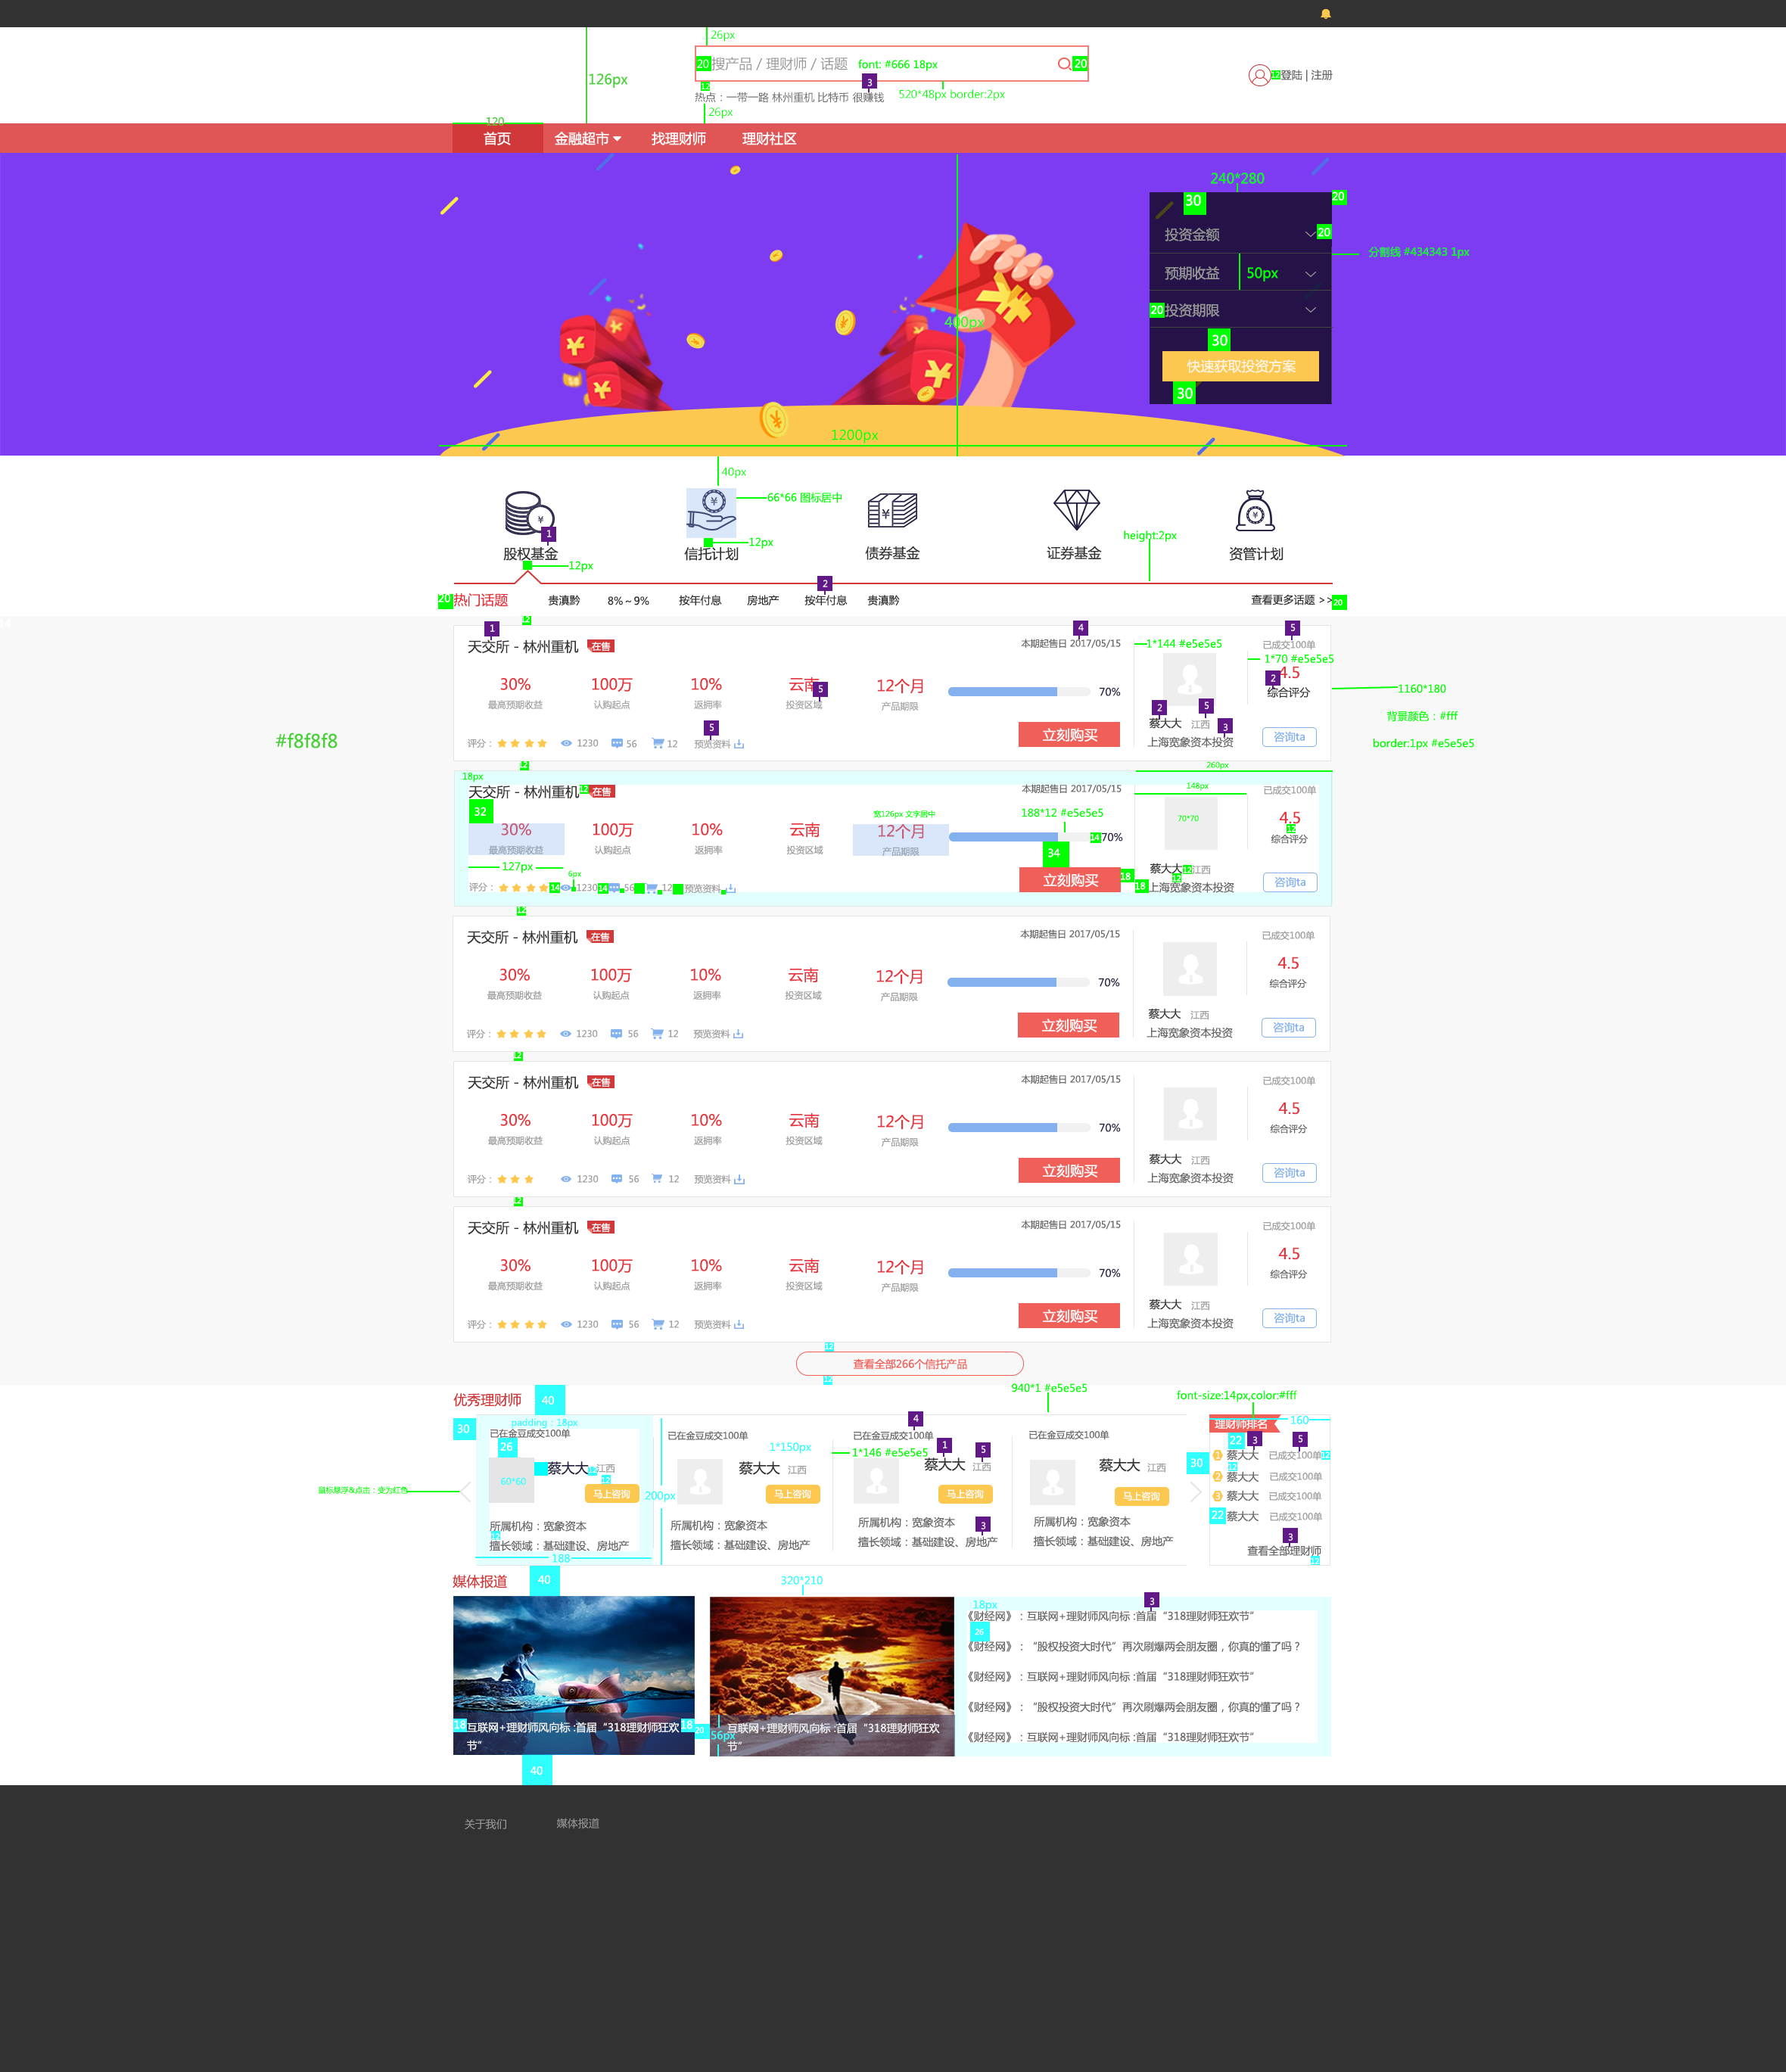 26px
126px
20 搜产品 / 理财师 / 话题 font: #666 18px 20
12登陆 | 注册
3
12
热点：一带一路 林州重机 比特币 很赚钱 520*48px border:2px
26px
120
首页 金融超市 找理财师 理财社区
240*280
30 20
投资金额 20
分割线 #434343 1px
预期收益 50px
20 投资期限
400px
30
快速获取投资方案
30
1200px
40px
66*66 图标居中
1
12px
height:2px
股权基金 信托计划 债券基金 证券基金 资管计划
12px
2
20 热门话题 贵滇黔 8%～9% 按年付息 房地产 按年付息 贵滇黔 查看更多话题 >> 20
12
1 4 5
天交所 - 林州重机 在售 本期起售日 2017/05/15 1*144 #e5e5e5 已成交100单
1*70 #e5e5e5
30% 100万 10% 云南 12个月 70% 4.5
5 2
最高预期收益 认购起点 返拥率 投资区域 产品期限 综合评分
1160*180
2 5
背景颜色：#fff
蔡大大 江西
5 3
#f8f8f8
立刻购买
评分： 1230 56 12 预览资料 上海宽象资本投资 咨询ta
border:1px #e5e5e5
12
260px
18px
天交所 - 林州重机 12 在售 本期起售日 2017/05/15 148px 已成交100单
32 宽126px 文字居中 188*12 #e5e5e5 70*70
30% 100万 10% 云南 12个月 14 70% 4.5
12
最高预期收益 认购起点 返拥率 投资区域 产品期限 34 综合评分
127px
6px
蔡大大 12 江西
12
立刻购买 18
评分： 14 1230 14 56 12 预览资料 18 上海宽象资本投资 咨询ta
12
天交所 - 林州重机 在售 本期起售日 2017/05/15 已成交100单
30% 100万 10% 云南 12个月 70% 4.5
最高预期收益 认购起点 返拥率 投资区域 产品期限 综合评分
蔡大大 江西
立刻购买
评分： 1230 56 12 预览资料 上海宽象资本投资 咨询ta
12
天交所 - 林州重机 在售 本期起售日 2017/05/15 已成交100单
30% 100万 10% 云南 12个月 70% 4.5
最高预期收益 认购起点 返拥率 投资区域 产品期限 综合评分
蔡大大 江西
立刻购买
评分： 1230 56 12 预览资料 上海宽象资本投资 咨询ta
12
天交所 - 林州重机 在售 本期起售日 2017/05/15 已成交100单
30% 100万 10% 云南 12个月 70% 4.5
最高预期收益 认购起点 返拥率 投资区域 产品期限 综合评分
蔡大大 江西
立刻购买
评分： 1230 56 12 预览资料 上海宽象资本投资 咨询ta
12
查看全部266个信托产品
12
优秀理财师 40 940*1 #e5e5e5 font-size:14px,color:#fff
30 padding：18px 4 理财师排名 160
已在金豆成交100单 已在金豆成交100单 已在金豆成交100单 已在金豆成交100单
26 1*150px 1*146 #e5e5e5 1 5 22 3 5
蔡大大 12 江西 蔡大大 江西 蔡大大 江西 蔡大大 江西 30
12
1 蔡大大 已成交100单 12
12
60*60
2 蔡大大 已成交100单
鼠标悬浮&点击：变为红色
马上咨询 200px 马上咨询 马上咨询 马上咨询
3 蔡大大 已成交100单
22 蔡大大 已成交100单
所属机构：宽象资本 所属机构：宽象资本 所属机构：宽象资本 3 所属机构：宽象资本
12
3
擅长领域：基础建设、房地产 擅长领域：基础建设、房地产 擅长领域：基础建设、房地产 擅长领域：基础建设、房地产
查看全部理财师
188
12
媒体报道 40 320*210
18px 3
《财经网》：互联网+理财师风向标 :首届“318理财师狂欢节”
26
《财经网》：“股权投资大时代”再次刷爆两会朋友圈，你真的懂了吗？
《财经网》：互联网+理财师风向标 :首届“318理财师狂欢节”
《财经网》：“股权投资大时代”再次刷爆两会朋友圈，你真的懂了吗？
《财经网》：互联网+理财师风向标 :首届“318理财师狂欢节”
18 互联网+理财师风向标 :首届“318理财师狂欢 18
节”
20 56px 互联网+理财师风向标 :首届“318理财师狂欢
节”
40
关于我们 媒体报道